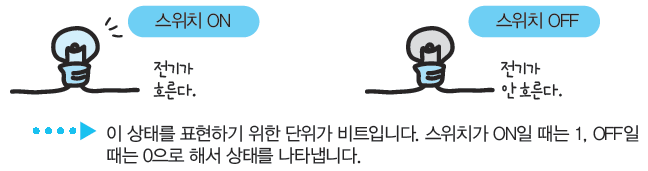 스위치 ON
스위치 OFF
전기가
흐른다.
전기가
안 흐른다.
이 상태를 표현하기 위한 단위가 비트입니다. 스위치가 ON일 때는 1, OFF일
때는 0으로 해서 상태를 나타냅니다.